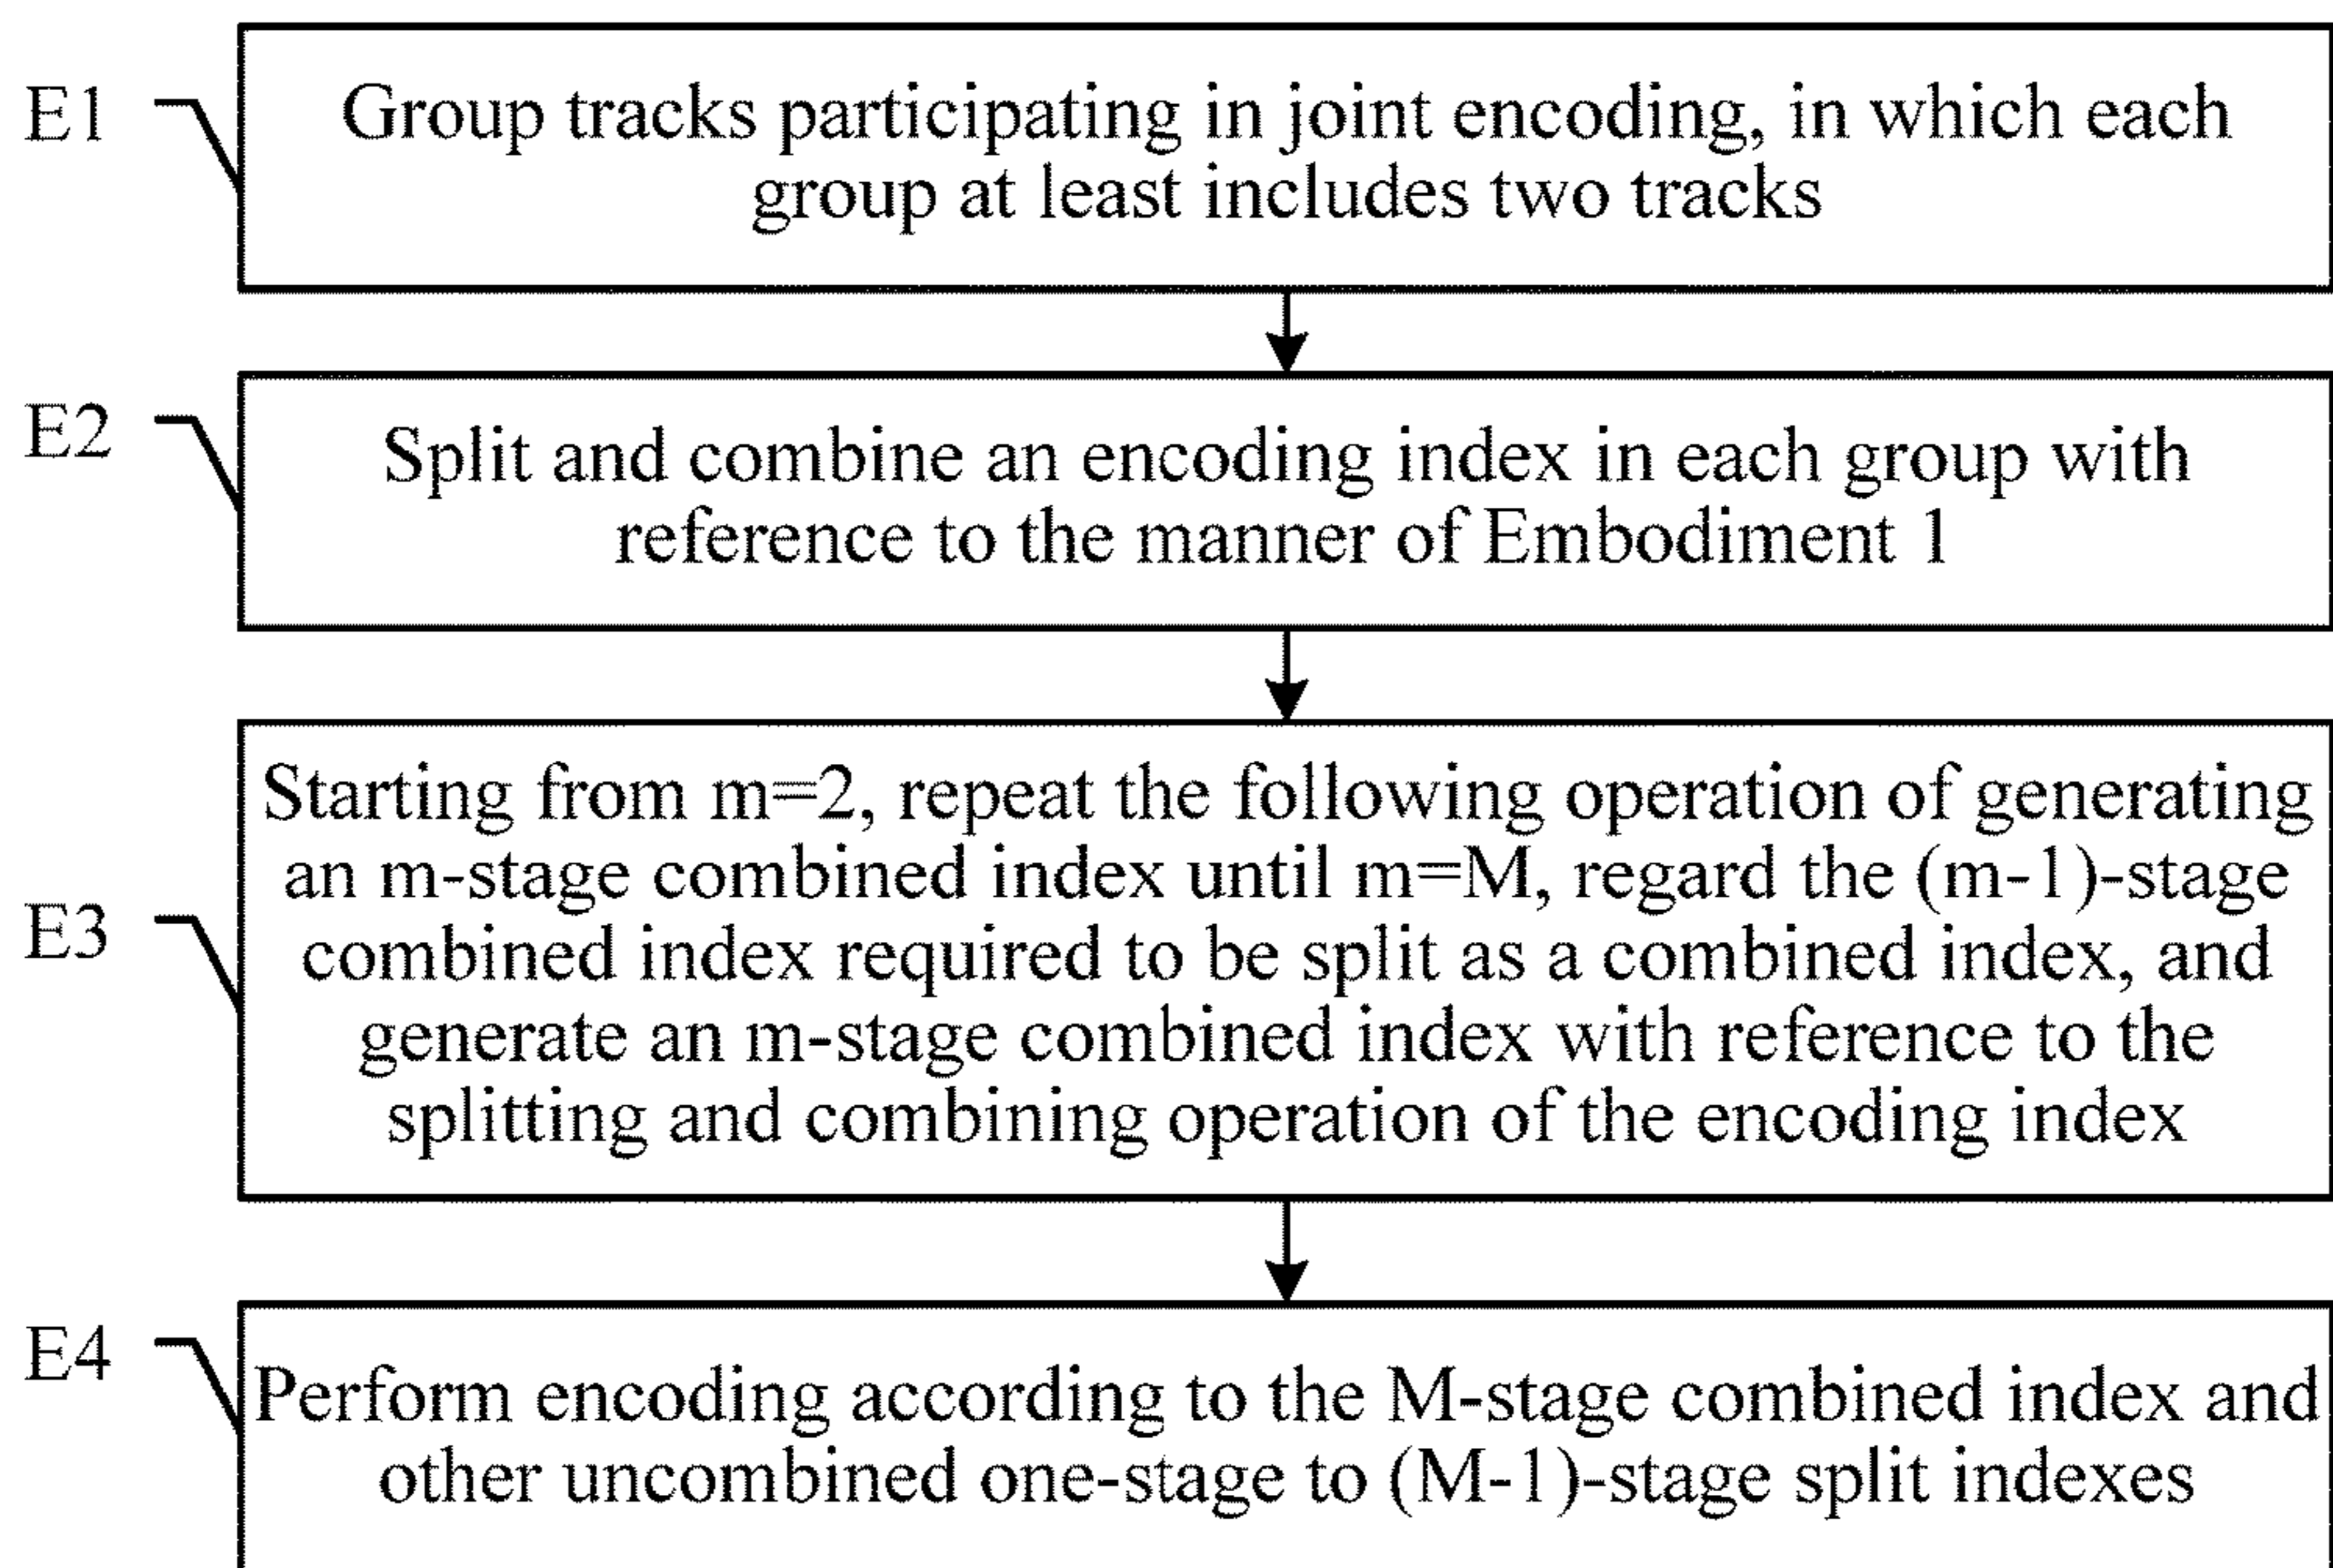 E1
Group tracks participating in joint encoding, in which each
group at least includes two tracks
E2
Split and combine an encoding index in each group with
reference to the manner of Embodiment 1
E3
Starting from m=2, repeat the following operation of generating
an m-stage combined index until m=M, regard the (m-1)-stage
combined index required to be split as a combined index, and
generate an m-stage combined index with reference to the
splitting and combining operation of the encoding index
E4
Perform encoding according to the M-stage combined index and
other uncombined one-stage to (M-1)-stage split indexes